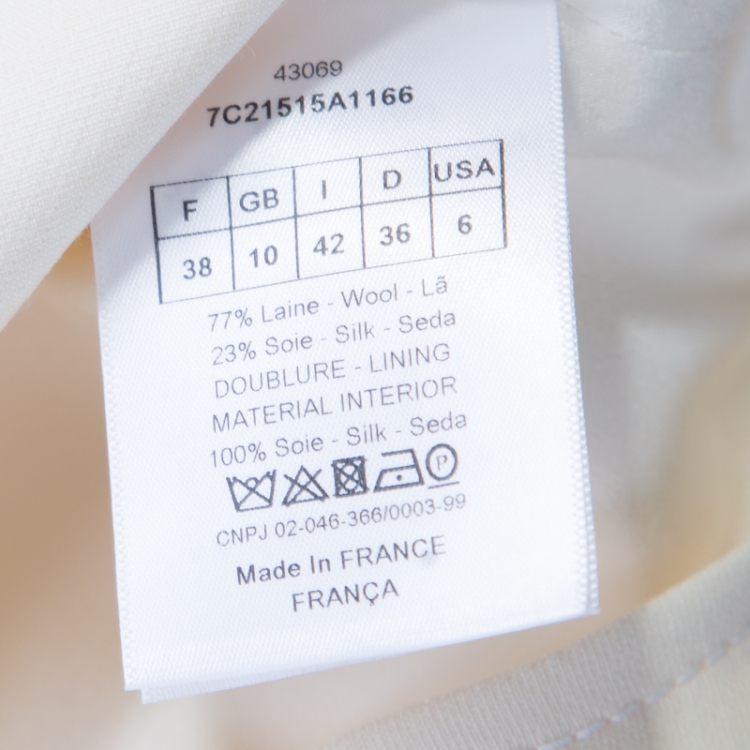 43069
7C21515A1166
F GB I D USA
38 10 42 36 6
77% Laine - Wool - Lã
23% Soie - Silk - Seda
DOUBLURE - LINING
MATERIAL INTERIOR
100% Soie - Silk - Seda
P
CNPJ 02-046-366/0003-99
Made In FRANCE
FRANÇA